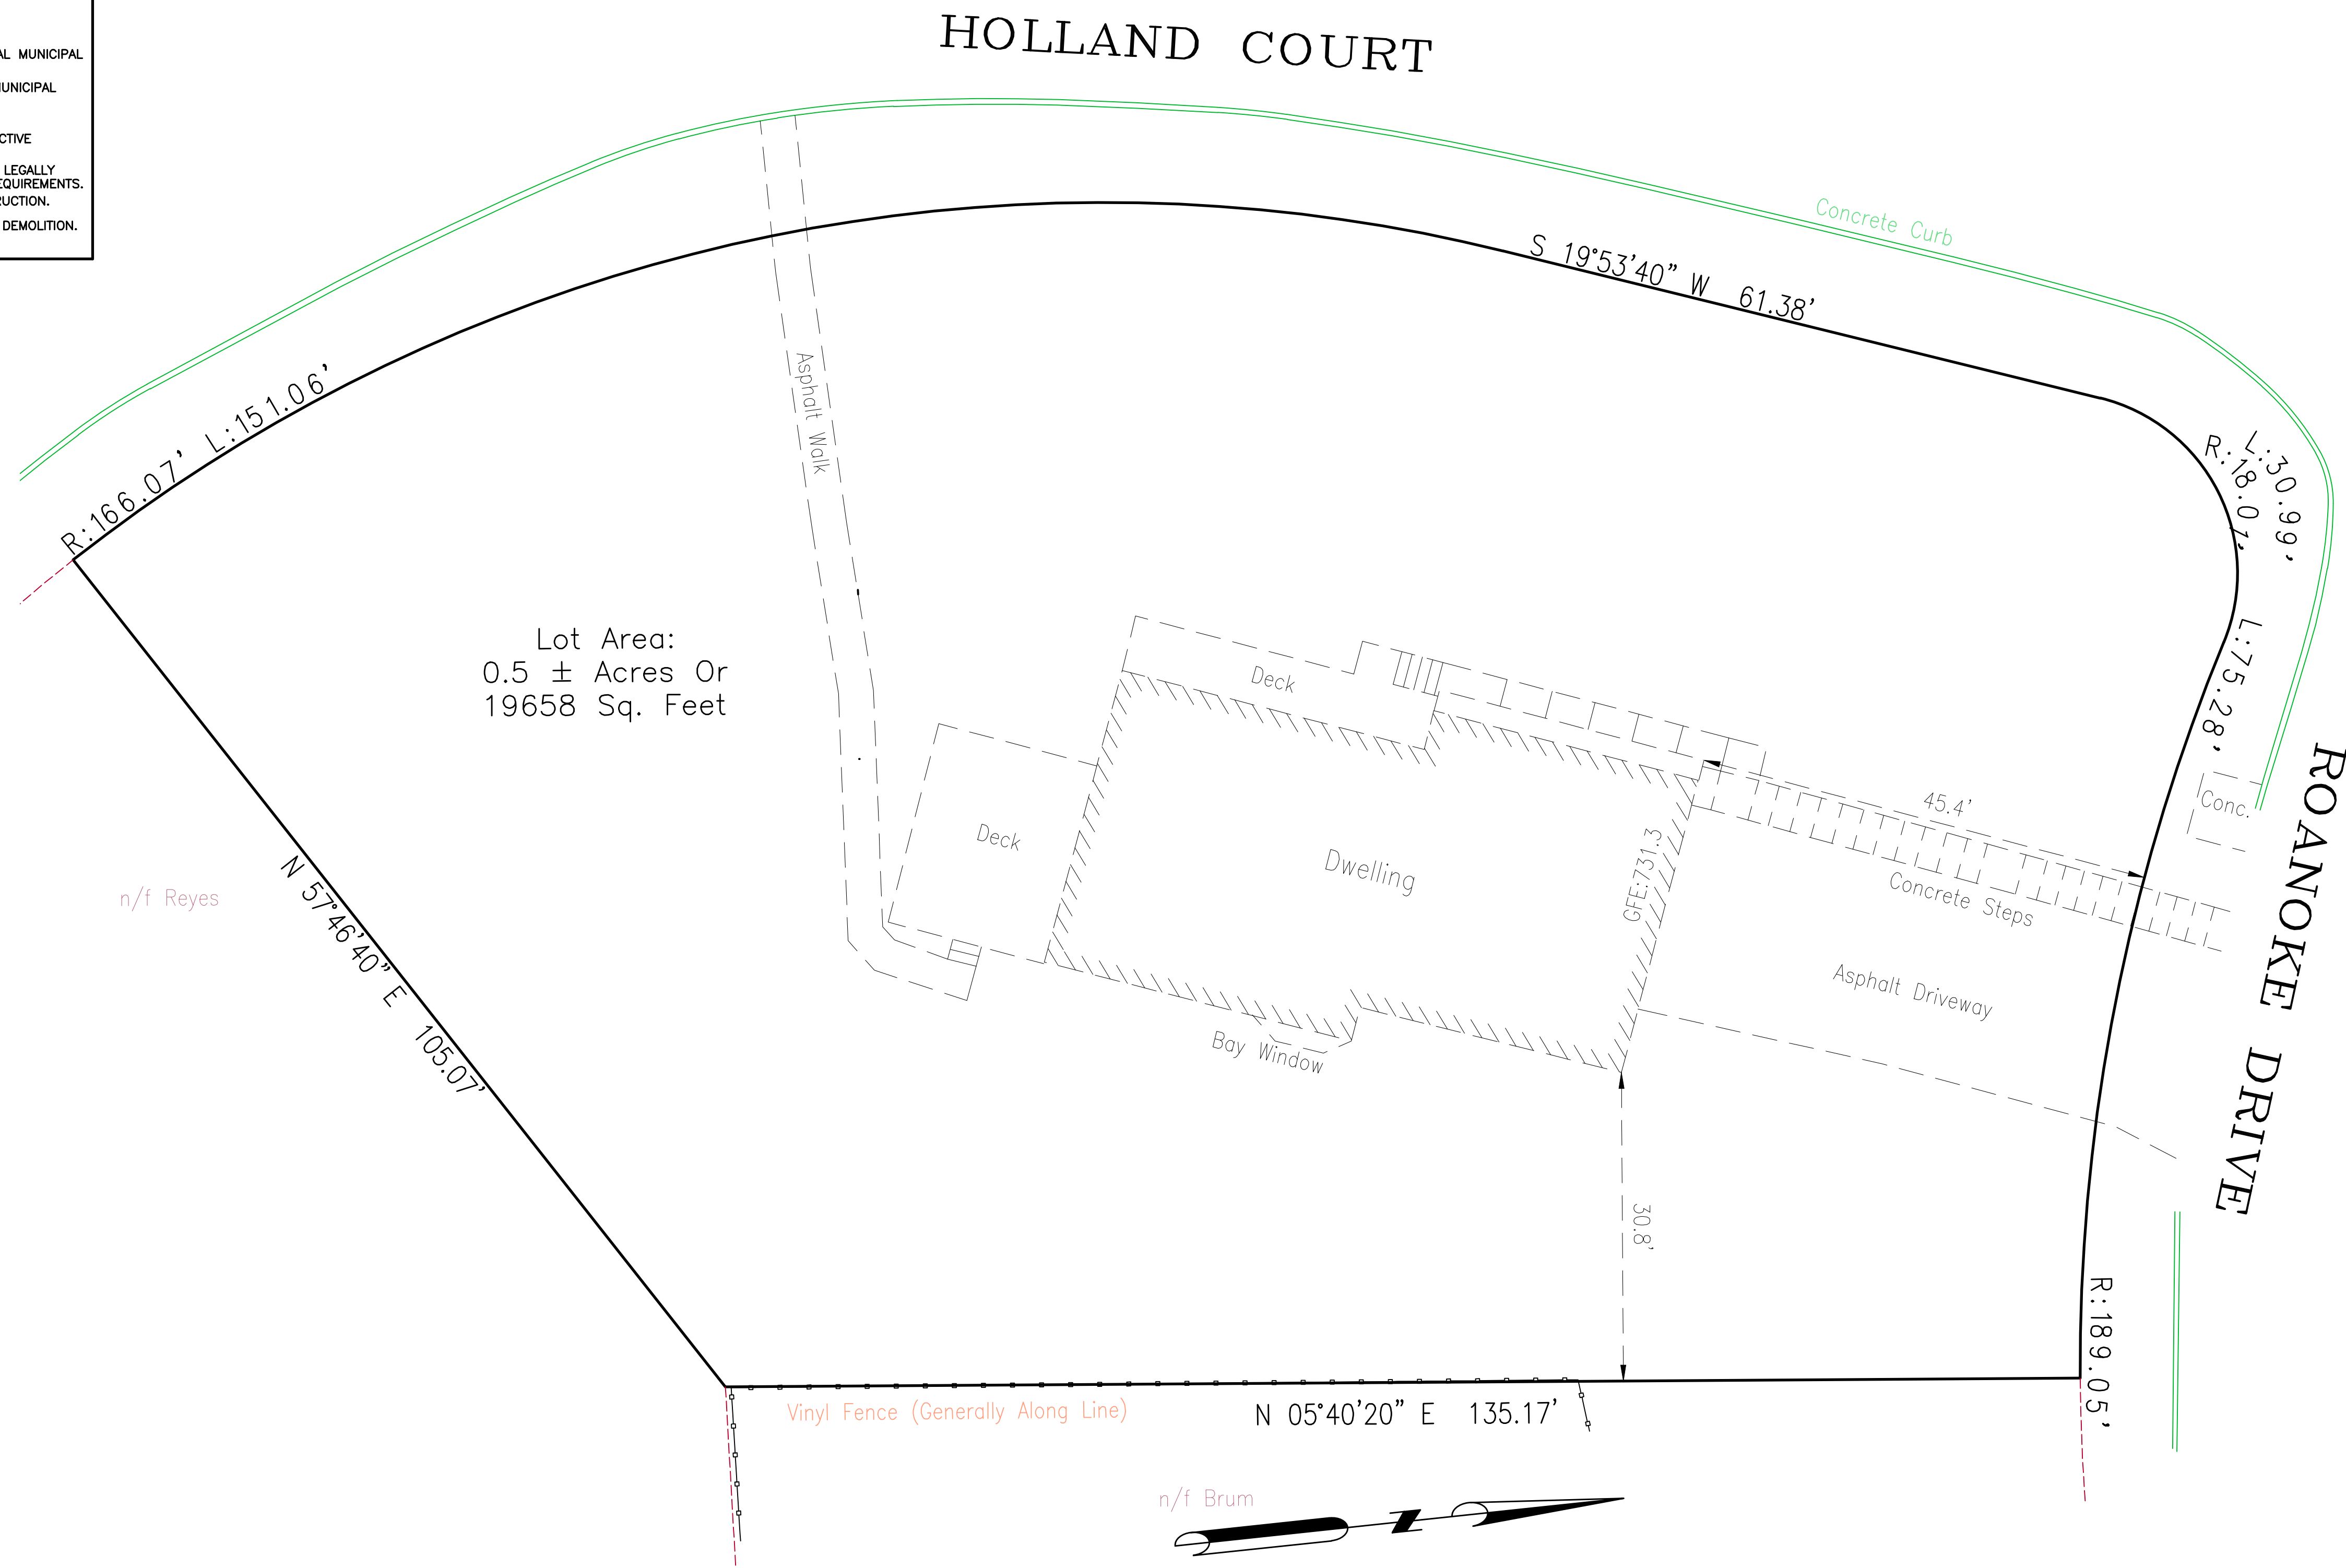 AL MUNICIPAL
MUNICIPAL
CTIVE
LEGALLY
EQUIREMENTS.
RUCTION.
DEMOLITION.
HOLLAND COURT
Concrete Curb
S 19°53'40" W 61.38'
R:166.07' L:151.06'
Asphalt Walk
L:30.99'
R:18.01'
L:75.28'
Lot Area:
0.5 ± Acres Or
19658 Sq. Feet
Deck
Deck
Dwelling
GFE:731.3
45.4'
Conc.
Concrete Steps
ROANOKE DRIVE
Asphalt Driveway
Bay Window
n/f Reyes
N 57°46'40" E 105.07'
30.8'
R:189.05'
Vinyl Fence (Generally Along Line)
N 05°40'20" E 135.17'
n/f Brum
N